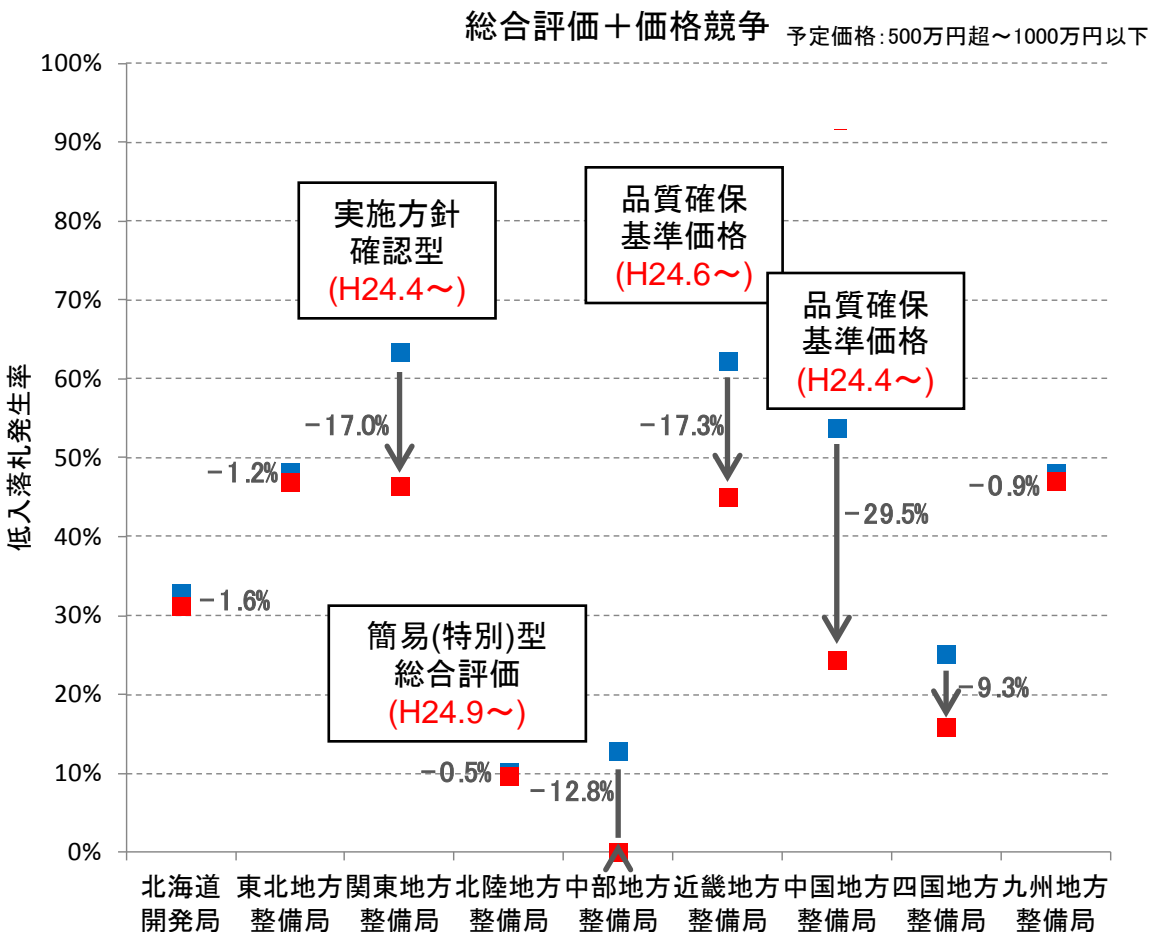 総合評価＋価格競争 予定価格：500万円超～1000万円以下
低入落札発生率
100%
90%
80%
70%
60%
50%
40%
30%
20%
10%
0%
実施方針
確認型
(H24.4～)
品質確保
基準価格
(H24.6～)
品質確保
基準価格
(H24.4～)
簡易(特別)型
総合評価
(H24.9～)
－1.6%
－1.2%
－17.0%
－0.5%
－12.8%
－17.3%
－29.5%
－9.3%
－0.9%
北海道
開発局
東北地方
整備局
関東地方
整備局
北陸地方
整備局
中部地方
整備局
近畿地方
整備局
中国地方
整備局
四国地方
整備局
九州地方
整備局